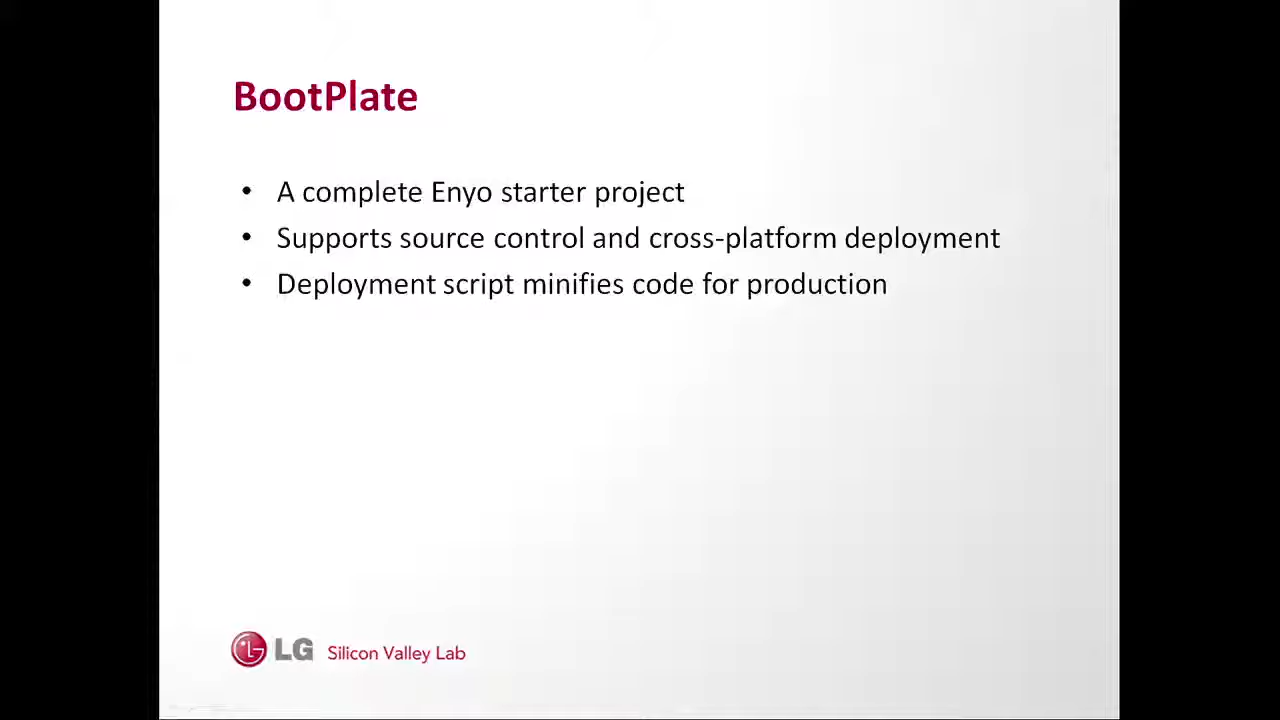 BootPlate
• A complete Enyo starter project
• Supports source control and cross-platform deployment
• Deployment script minifies code for production
LG Silicon Valley Lab